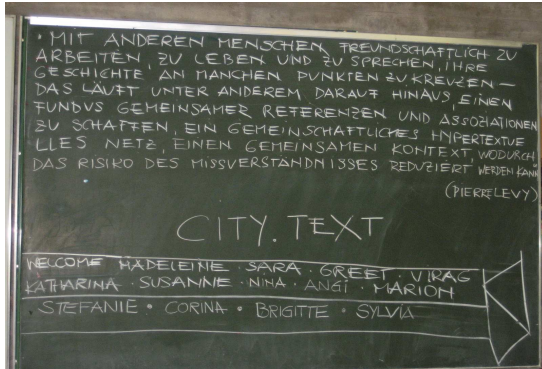 · MIT ANDEREN MENSCHEN FREUNDSCHAFTLICH ZU
ARBEITEN, ZU LEBEN UND ZU SPRECHEN, IHRE
GESCHICHTE AN MANCHEN PUNKTEN ZU KREUZEN —
DAS LÄUFT UNTER ANDEREM DARAUF HINAUS, EINEN
FUNDUS GEMEINSAMER REFERENZEN UND ASSOZIATIONEN
ZU SCHAFFEN, EIN GEMEINSCHAFTLICHES HYPERTEXTUE
LLES NETZ, EINEN GEMEINSAMEN KONTEXT, WODURCH
DAS RISIKO DES MISSVERSTÄNDNISSES REDUZIERT WERDEN KANN
(PIERRE LEVY)
CITY.TEXT
WELCOME MADELEINE · SARA · GREET · VIRAG
KATHARINA · SUSANNE · NINA · ANGI · MARION
STEFANIE · CORINA · BRIGITTE · SYLVIA